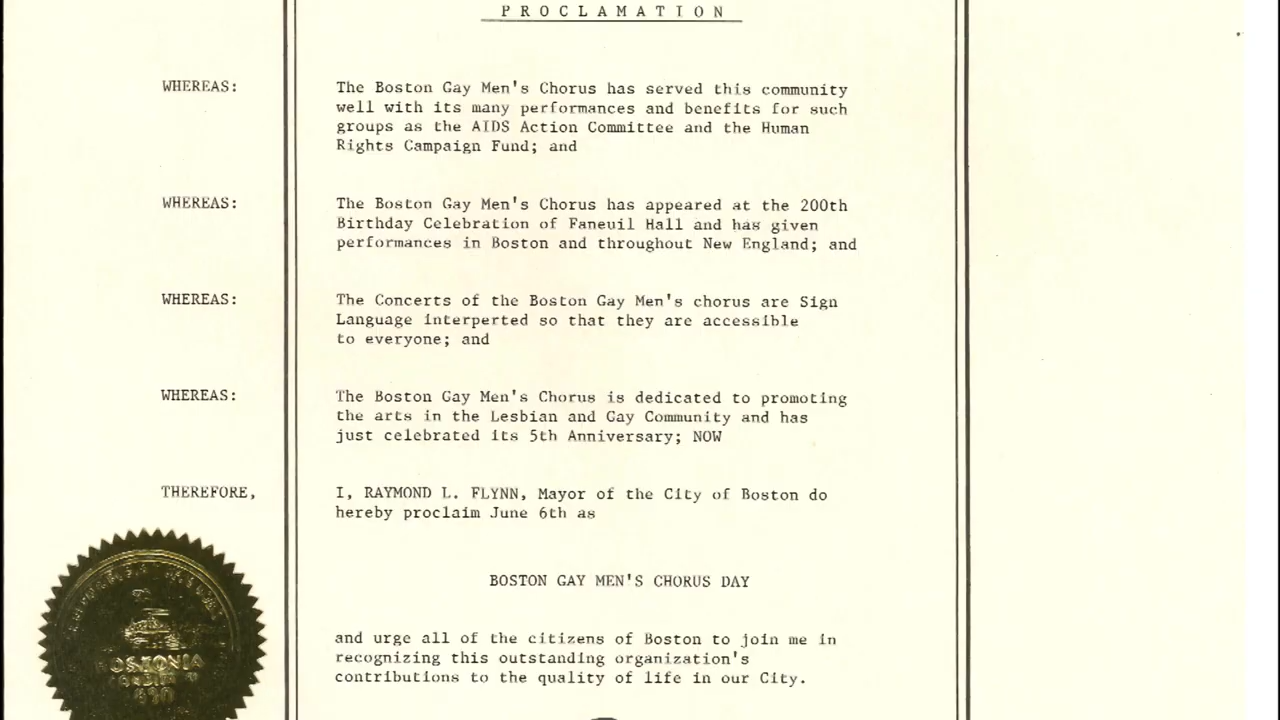 PROCLAMATION
WHEREAS: The Boston Gay Men's Chorus has served this community
well with its many performances and benefits for such
groups as the AIDS Action Committee and the Human
Rights Campaign Fund; and
WHEREAS: The Boston Gay Men's Chorus has appeared at the 200th
Birthday Celebration of Faneuil Hall and has given
performances in Boston and throughout New England; and
WHEREAS: The Concerts of the Boston Gay Men's chorus are Sign
Language interperted so that they are accessible
to everyone; and
WHEREAS: The Boston Gay Men's Chorus is dedicated to promoting
the arts in the Lesbian and Gay Community and has
just celebrated its 5th Anniversary; NOW
THEREFORE, I, RAYMOND L. FLYNN, Mayor of the City of Boston do
hereby proclaim June 6th as
BOSTON GAY MEN'S CHORUS DAY
and urge all of the citizens of Boston to join me in
recognizing this outstanding organization's
contributions to the quality of life in our City.